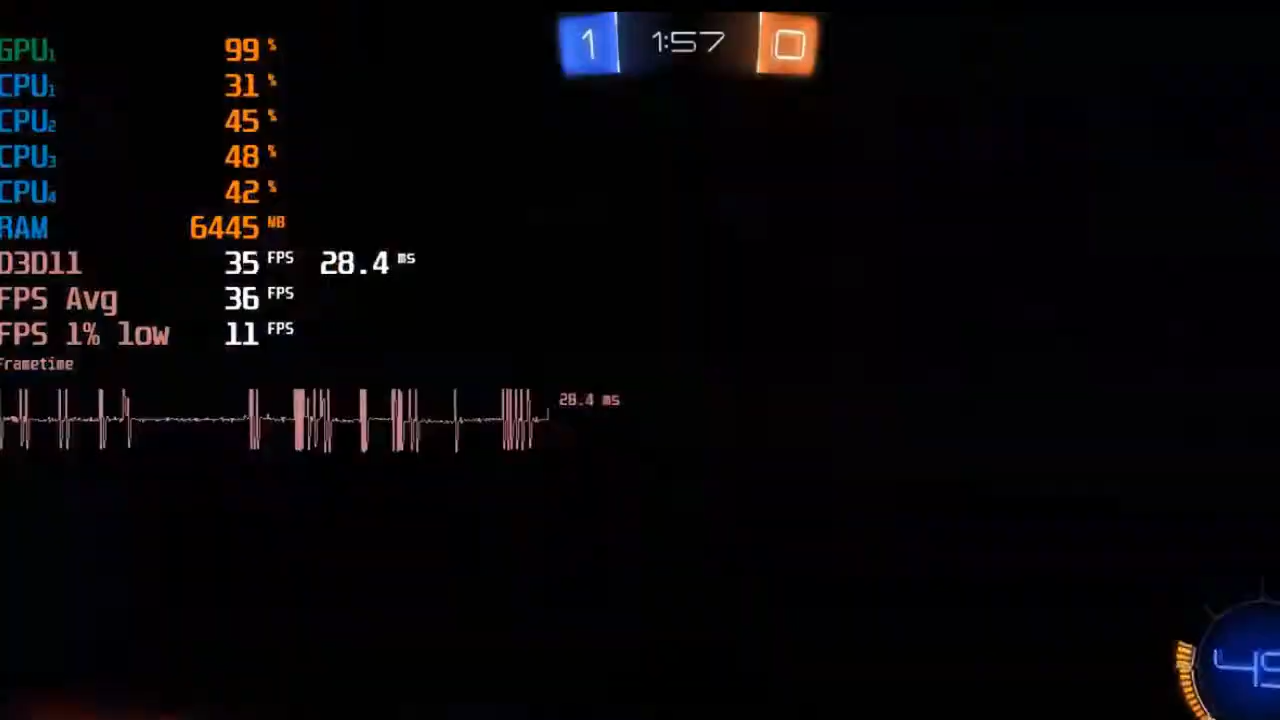 1 1:57 0
GPU1 99 %
CPU1 31 %
CPU2 45 %
CPU3 48 %
CPU4 42 %
RAM 6445 MB
D3D11 35 FPS 28.4 ms
FPS Avg 36 FPS
FPS 1% low 11 FPS
Frametime
28.4 ms